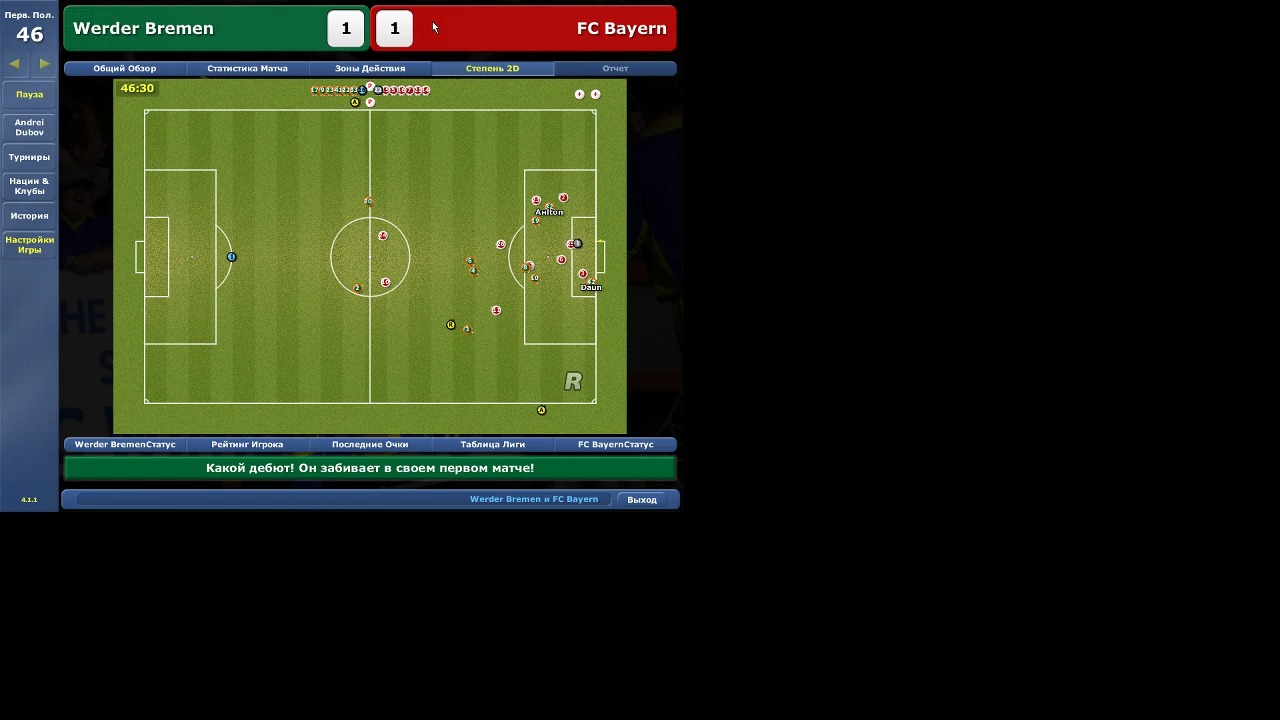 Перв. Пол.
46
Werder Bremen
1
1
FC Bayern
Общий Обзор
Статистика Матча
Зоны Действия
Степень 2D
Отчет
46:30
Пауза
Andrei
Dubov
Турниры
Нации &
Клубы
История
Настройки
Игры
4.1.1
Daun
R
Werder BremenСтатус
Рейтинг Игрока
Последние Очки
Таблица Лиги
FC BayernСтатус
Какой дебют! Он забивает в своем первом матче!
Werder Bremen и FC Bayern
Выход